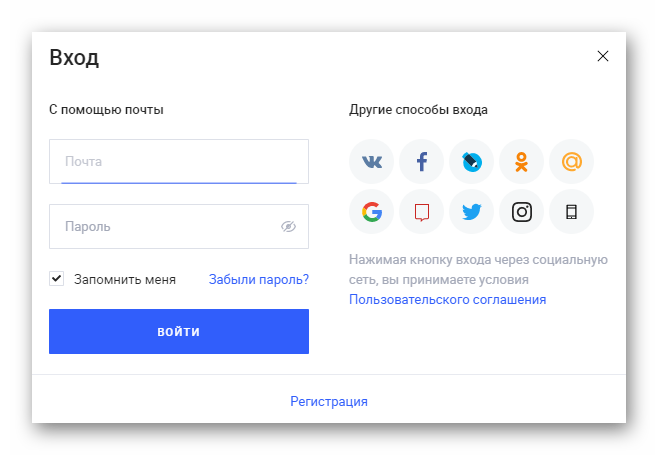 Вход
С помощью почты
Почта
Пароль
Запомнить меня
Забыли пароль?
ВОЙТИ
Другие способы входа
Нажимая кнопку входа через социальную
сеть, вы принимаете условия
Пользовательского соглашения
Регистрация